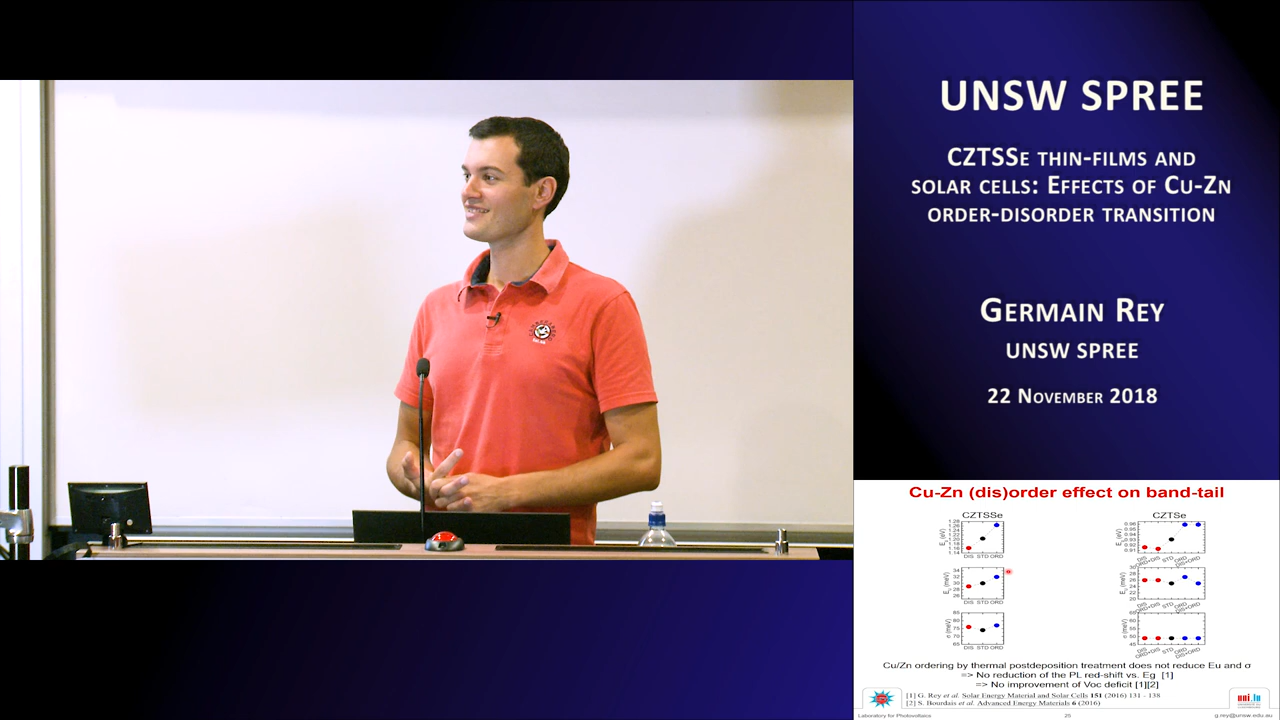 UNSW SPREE
CZTSSe thin-films and
solar cells: Effects of Cu-Zn
order-disorder transition
Germain Rey
UNSW SPREE
22 November 2018
Cu-Zn (dis)order effect on band-tail
CZTSSe
CZTSe
DIS STD ORD
DIS STD ORD
DIS STD ORD
Cu/Zn ordering by thermal postdeposition treatment does not reduce Eu and σ
=> No reduction of the PL red-shift vs. Eg [1]
=> No improvement of Voc deficit [1][2]
[1] G. Rey et al. Solar Energy Material and Solar Cells 151 (2016) 131 - 138
[2] S. Bourdais et al. Advanced Energy Materials 6 (2016)
uni.lu
Laboratory for Photovoltaics
25
g.rey@unsw.edu.au